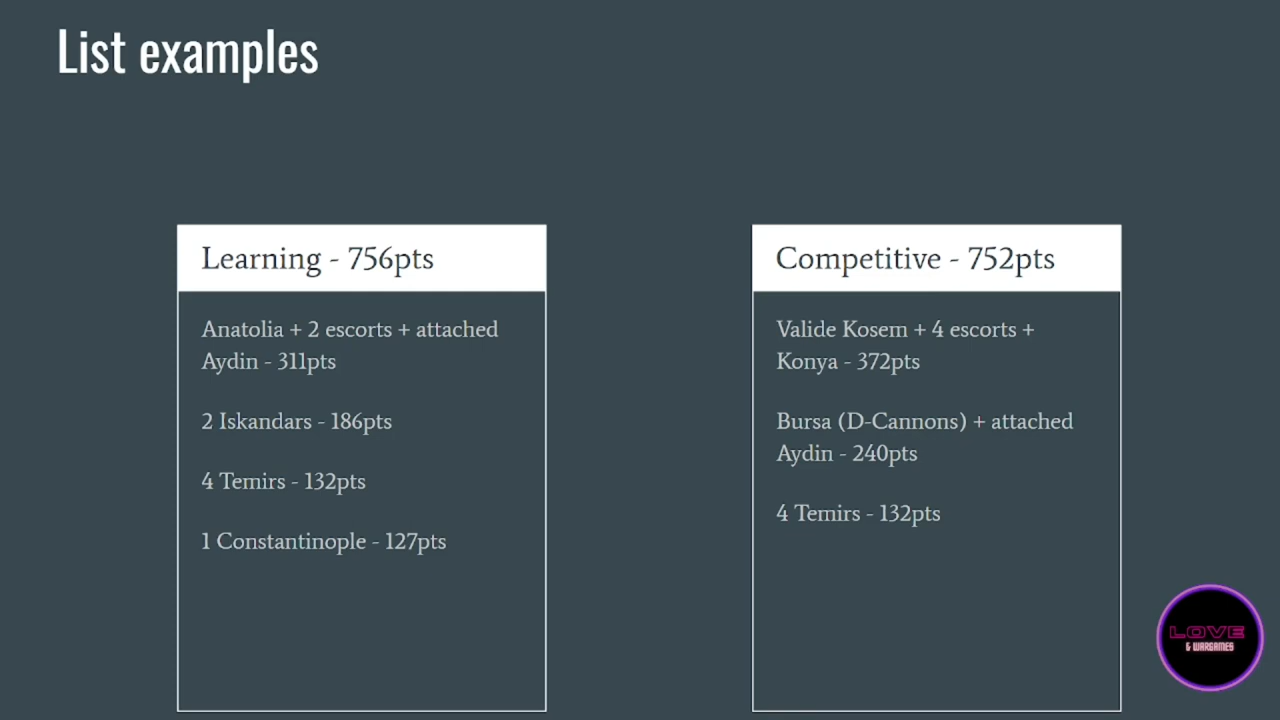 List examples
Learning - 756pts
Anatolia + 2 escorts + attached
Aydin - 311pts
2 Iskandars - 186pts
4 Temirs - 132pts
1 Constantinople - 127pts
Competitive - 752pts
Valide Kosem + 4 escorts +
Konya - 372pts
Bursa (D-Cannons) + attached
Aydin - 240pts
4 Temirs - 132pts
LOVE
& WARGAMES